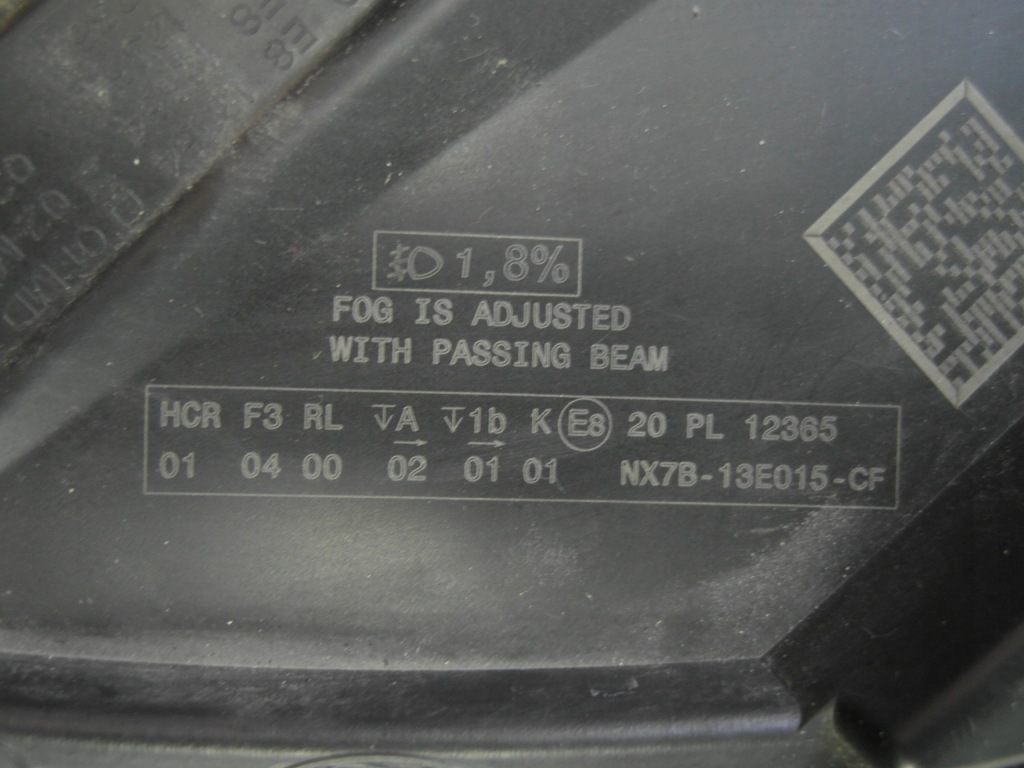 1,8%
FOG IS ADJUSTED
WITH PASSING BEAM
HCR F3 RL A 1b K E8 20 PL 12365
01 04 00 02 01 01 NX7B-13E015-CF